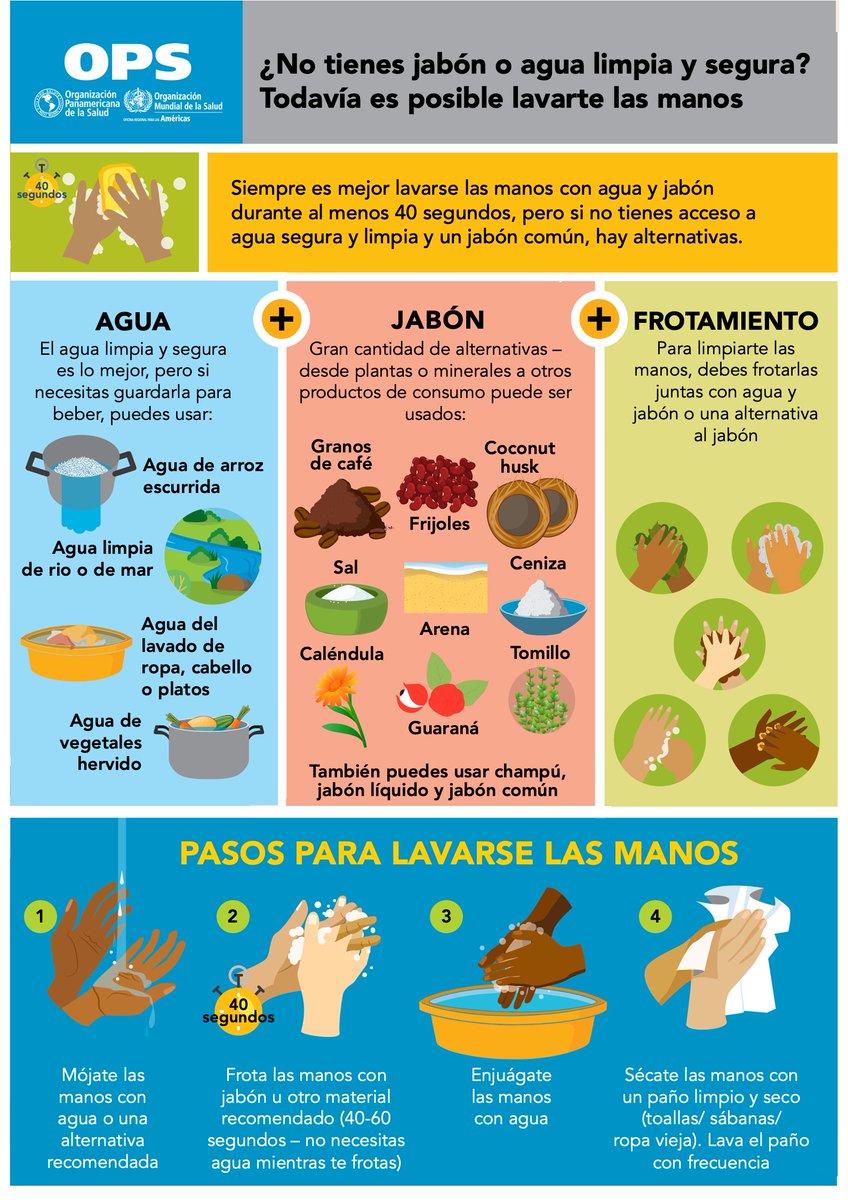 OPS
Organización
Panamericana
de la Salud
Organización
Mundial de la Salud
OFICINA REGIONAL PARA LAS Américas
¿No tienes jabón o agua limpia y segura?
Todavía es posible lavarte las manos
40
segundos
Siempre es mejor lavarse las manos con agua y jabón
durante al menos 40 segundos, pero si no tienes acceso a
agua segura y limpia y un jabón común, hay alternativas.
AGUA
El agua limpia y segura
es lo mejor, pero si
necesitas guardarla para
beber, puedes usar:
Agua de arroz
escurrida
Agua limpia
de rio o de mar
Agua del
lavado de
ropa, cabello
o platos
Agua de
vegetales
hervido
+
JABÓN
Gran cantidad de alternativas –
desde plantas o minerales a otros
productos de consumo puede ser
usados:
Granos
de café
Frijoles
Coconut
husk
Sal
Arena
Ceniza
Caléndula
Guaraná
Tomillo
También puedes usar champú,
jabón líquido y jabón común
+
FROTAMIENTO
Para limpiarte las
manos, debes frotarlas
juntas con agua y
jabón o una alternativa
al jabón
PASOS PARA LAVARSE LAS MANOS
1
Mójate las
manos con
agua o una
alternativa
recomendada
2
40
segundos
Frota las manos con
jabón u otro material
recomendado (40-60
segundos – no necesitas
agua mientras te frotas)
3
Enjuágate
las manos
con agua
4
Sécate las manos con
un paño limpio y seco
(toallas/ sábanas/
ropa vieja). Lava el paño
con frecuencia